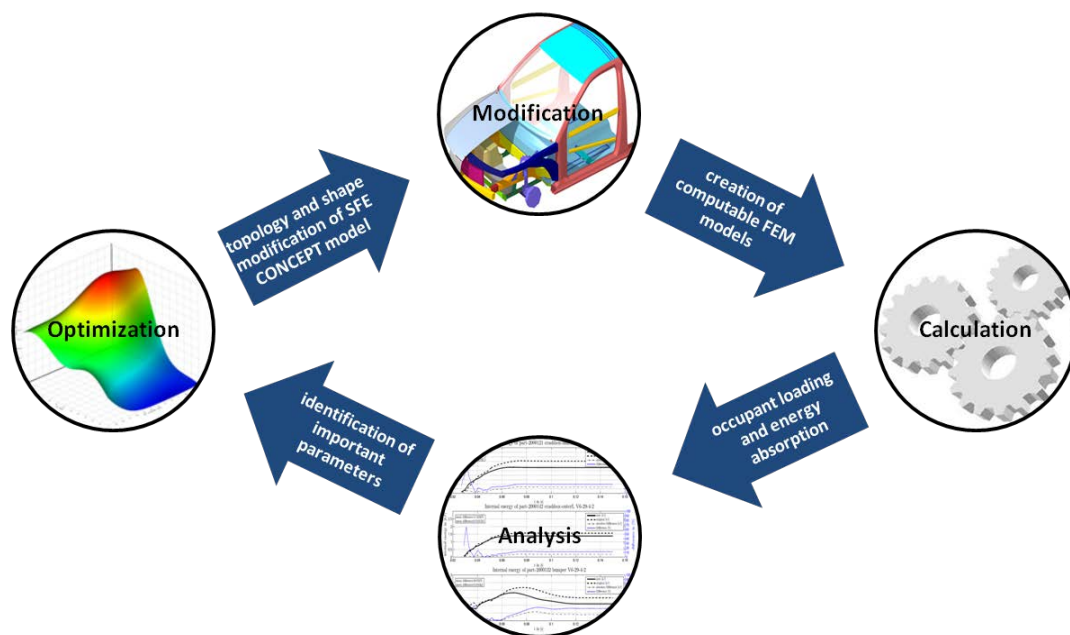 Modification
topology and shape
modification of SFE
CONCEPT model
creation of
computable FEM
models
Optimization
Calculation
identification of
important
parameters
occupant loading
and energy
absorption
Analysis